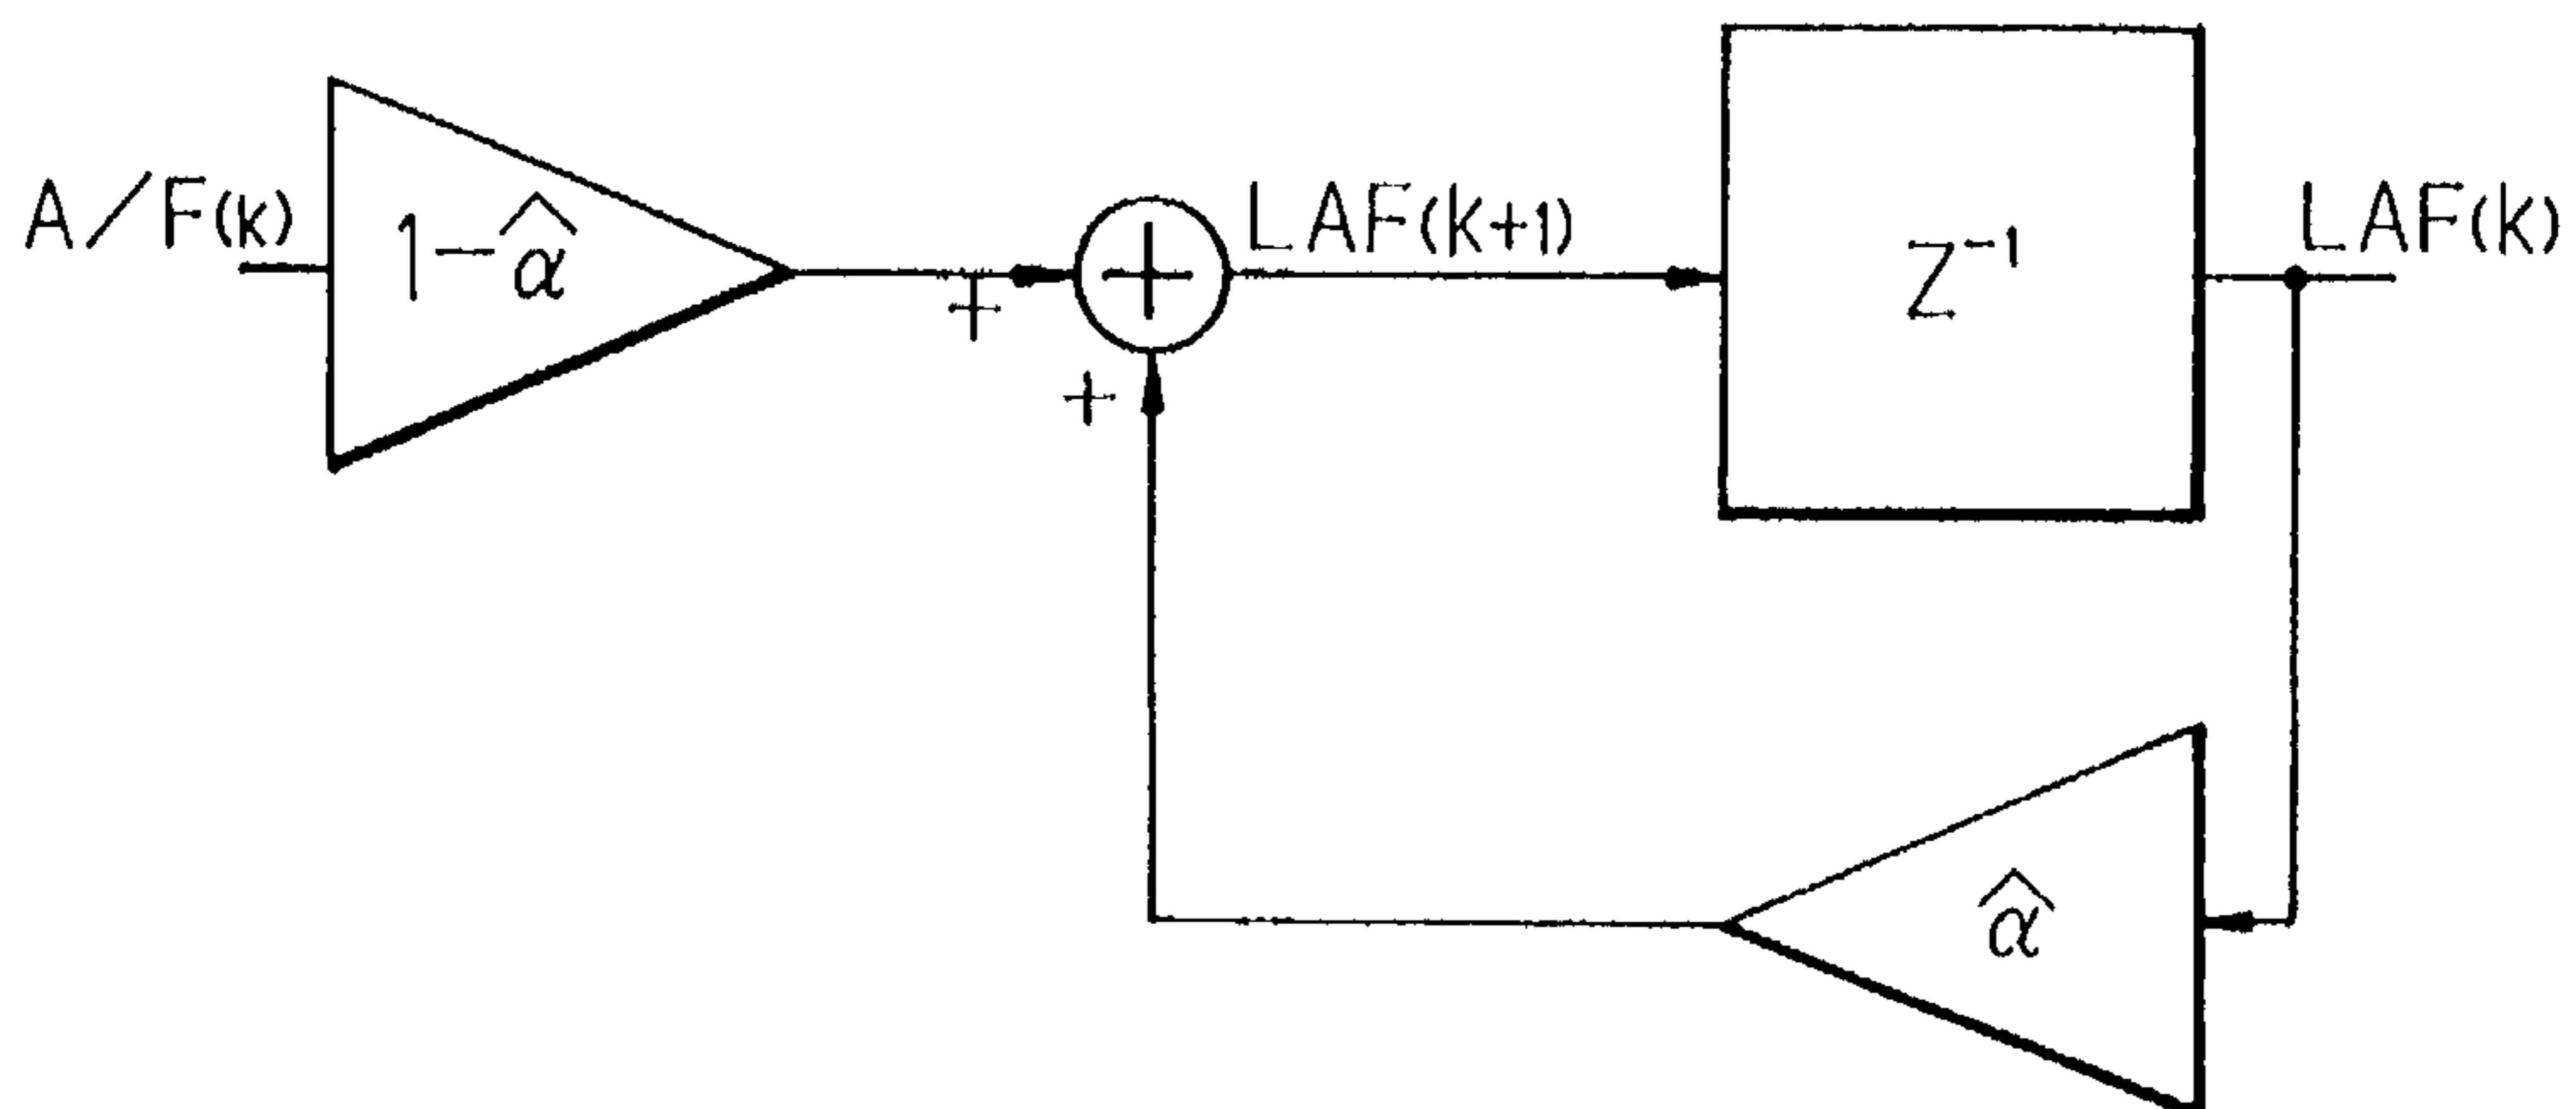 A/F(k)
1-α̂
+
+
+
LAF(k+1)
Z⁻¹
LAF(k)
α̂